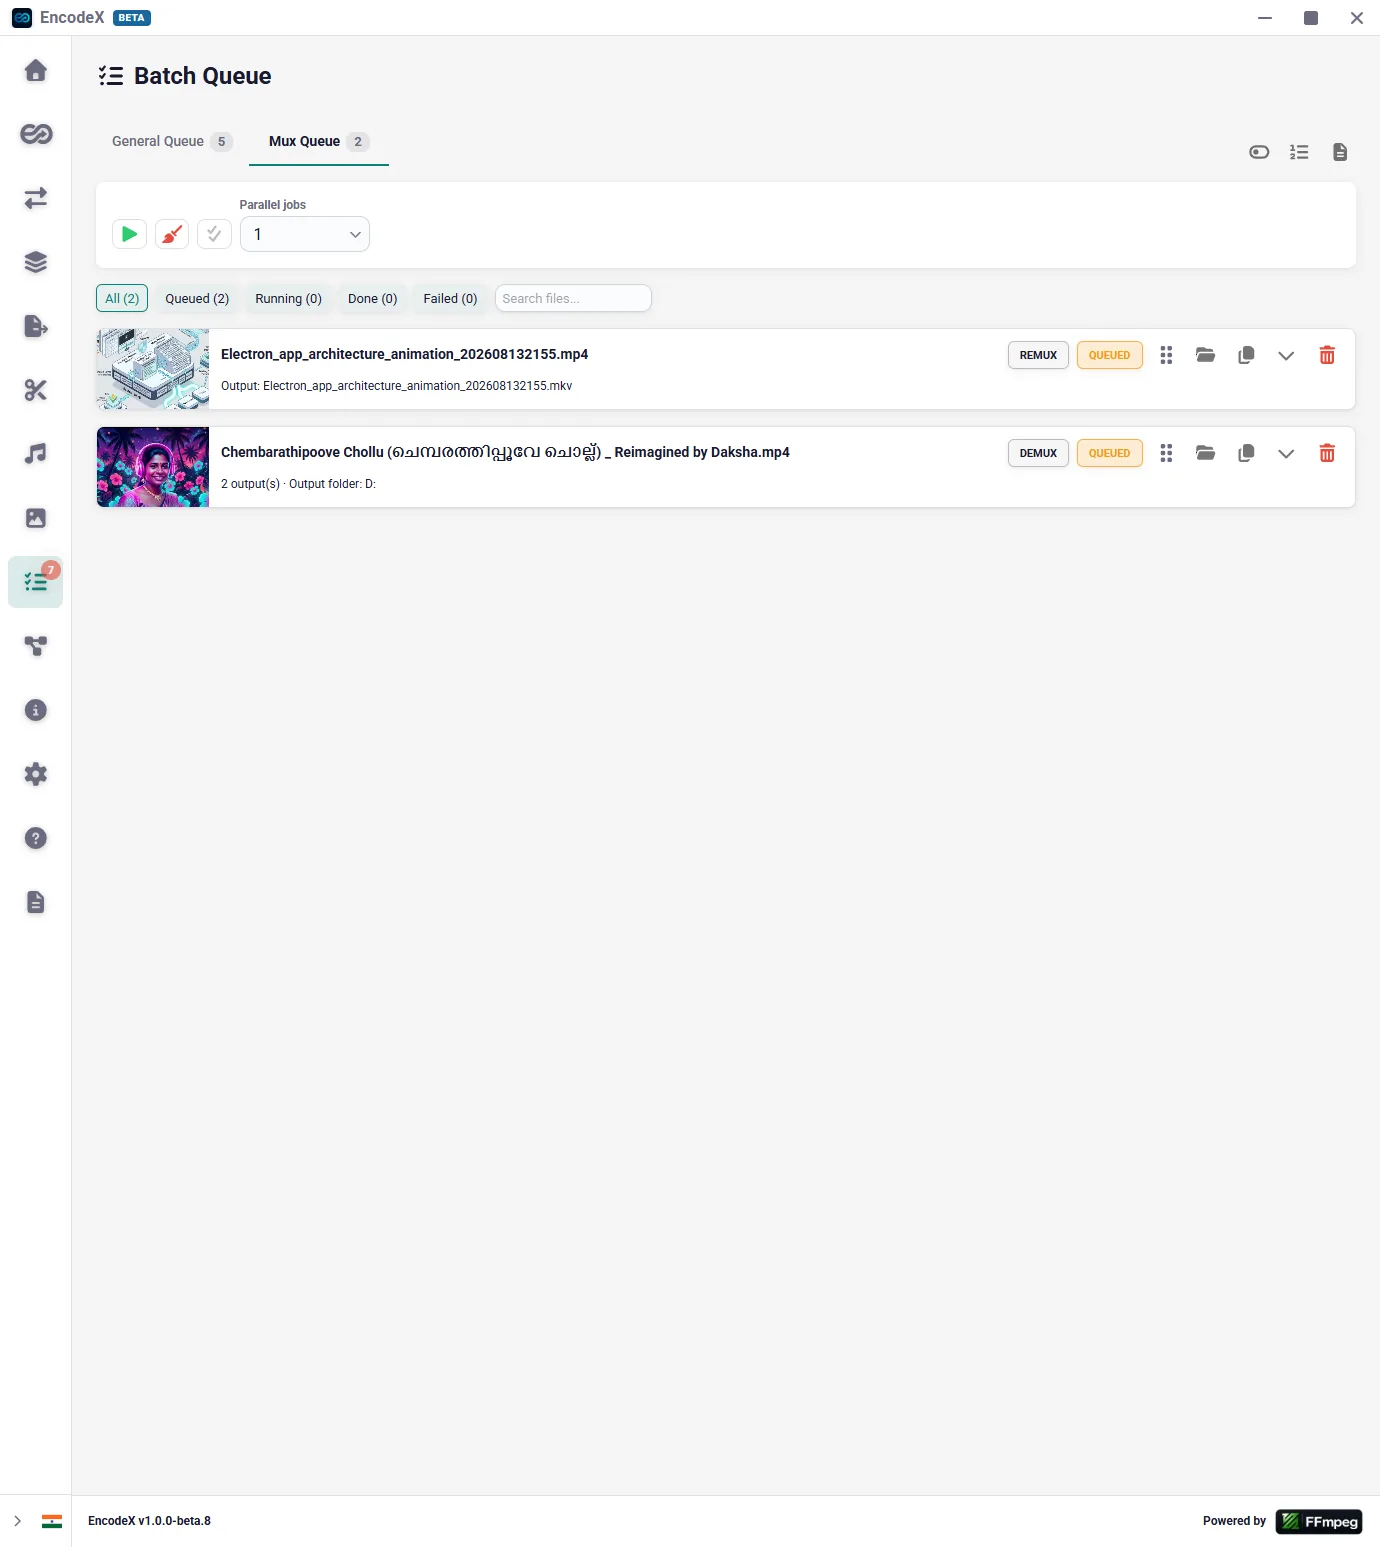 EncodeX BETA
Batch Queue
General Queue 5
Mux Queue 2
Parallel jobs
1
All (2)
Queued (2)
Running (0)
Done (0)
Failed (0)
Search files...
Electron_app_architecture_animation_202608132155.mp4
REMUX
QUEUED
Output: Electron_app_architecture_animation_202608132155.mkv
Chembarathipoove Chollu (ചെമ്പരത്തിപ്പൂവേ ചൊല്ല്) _ Reimagined by Daksha.mp4
DEMUX
QUEUED
2 output(s) · Output folder: D:
7
EncodeX v1.0.0-beta.8
Powered by
FFmpeg